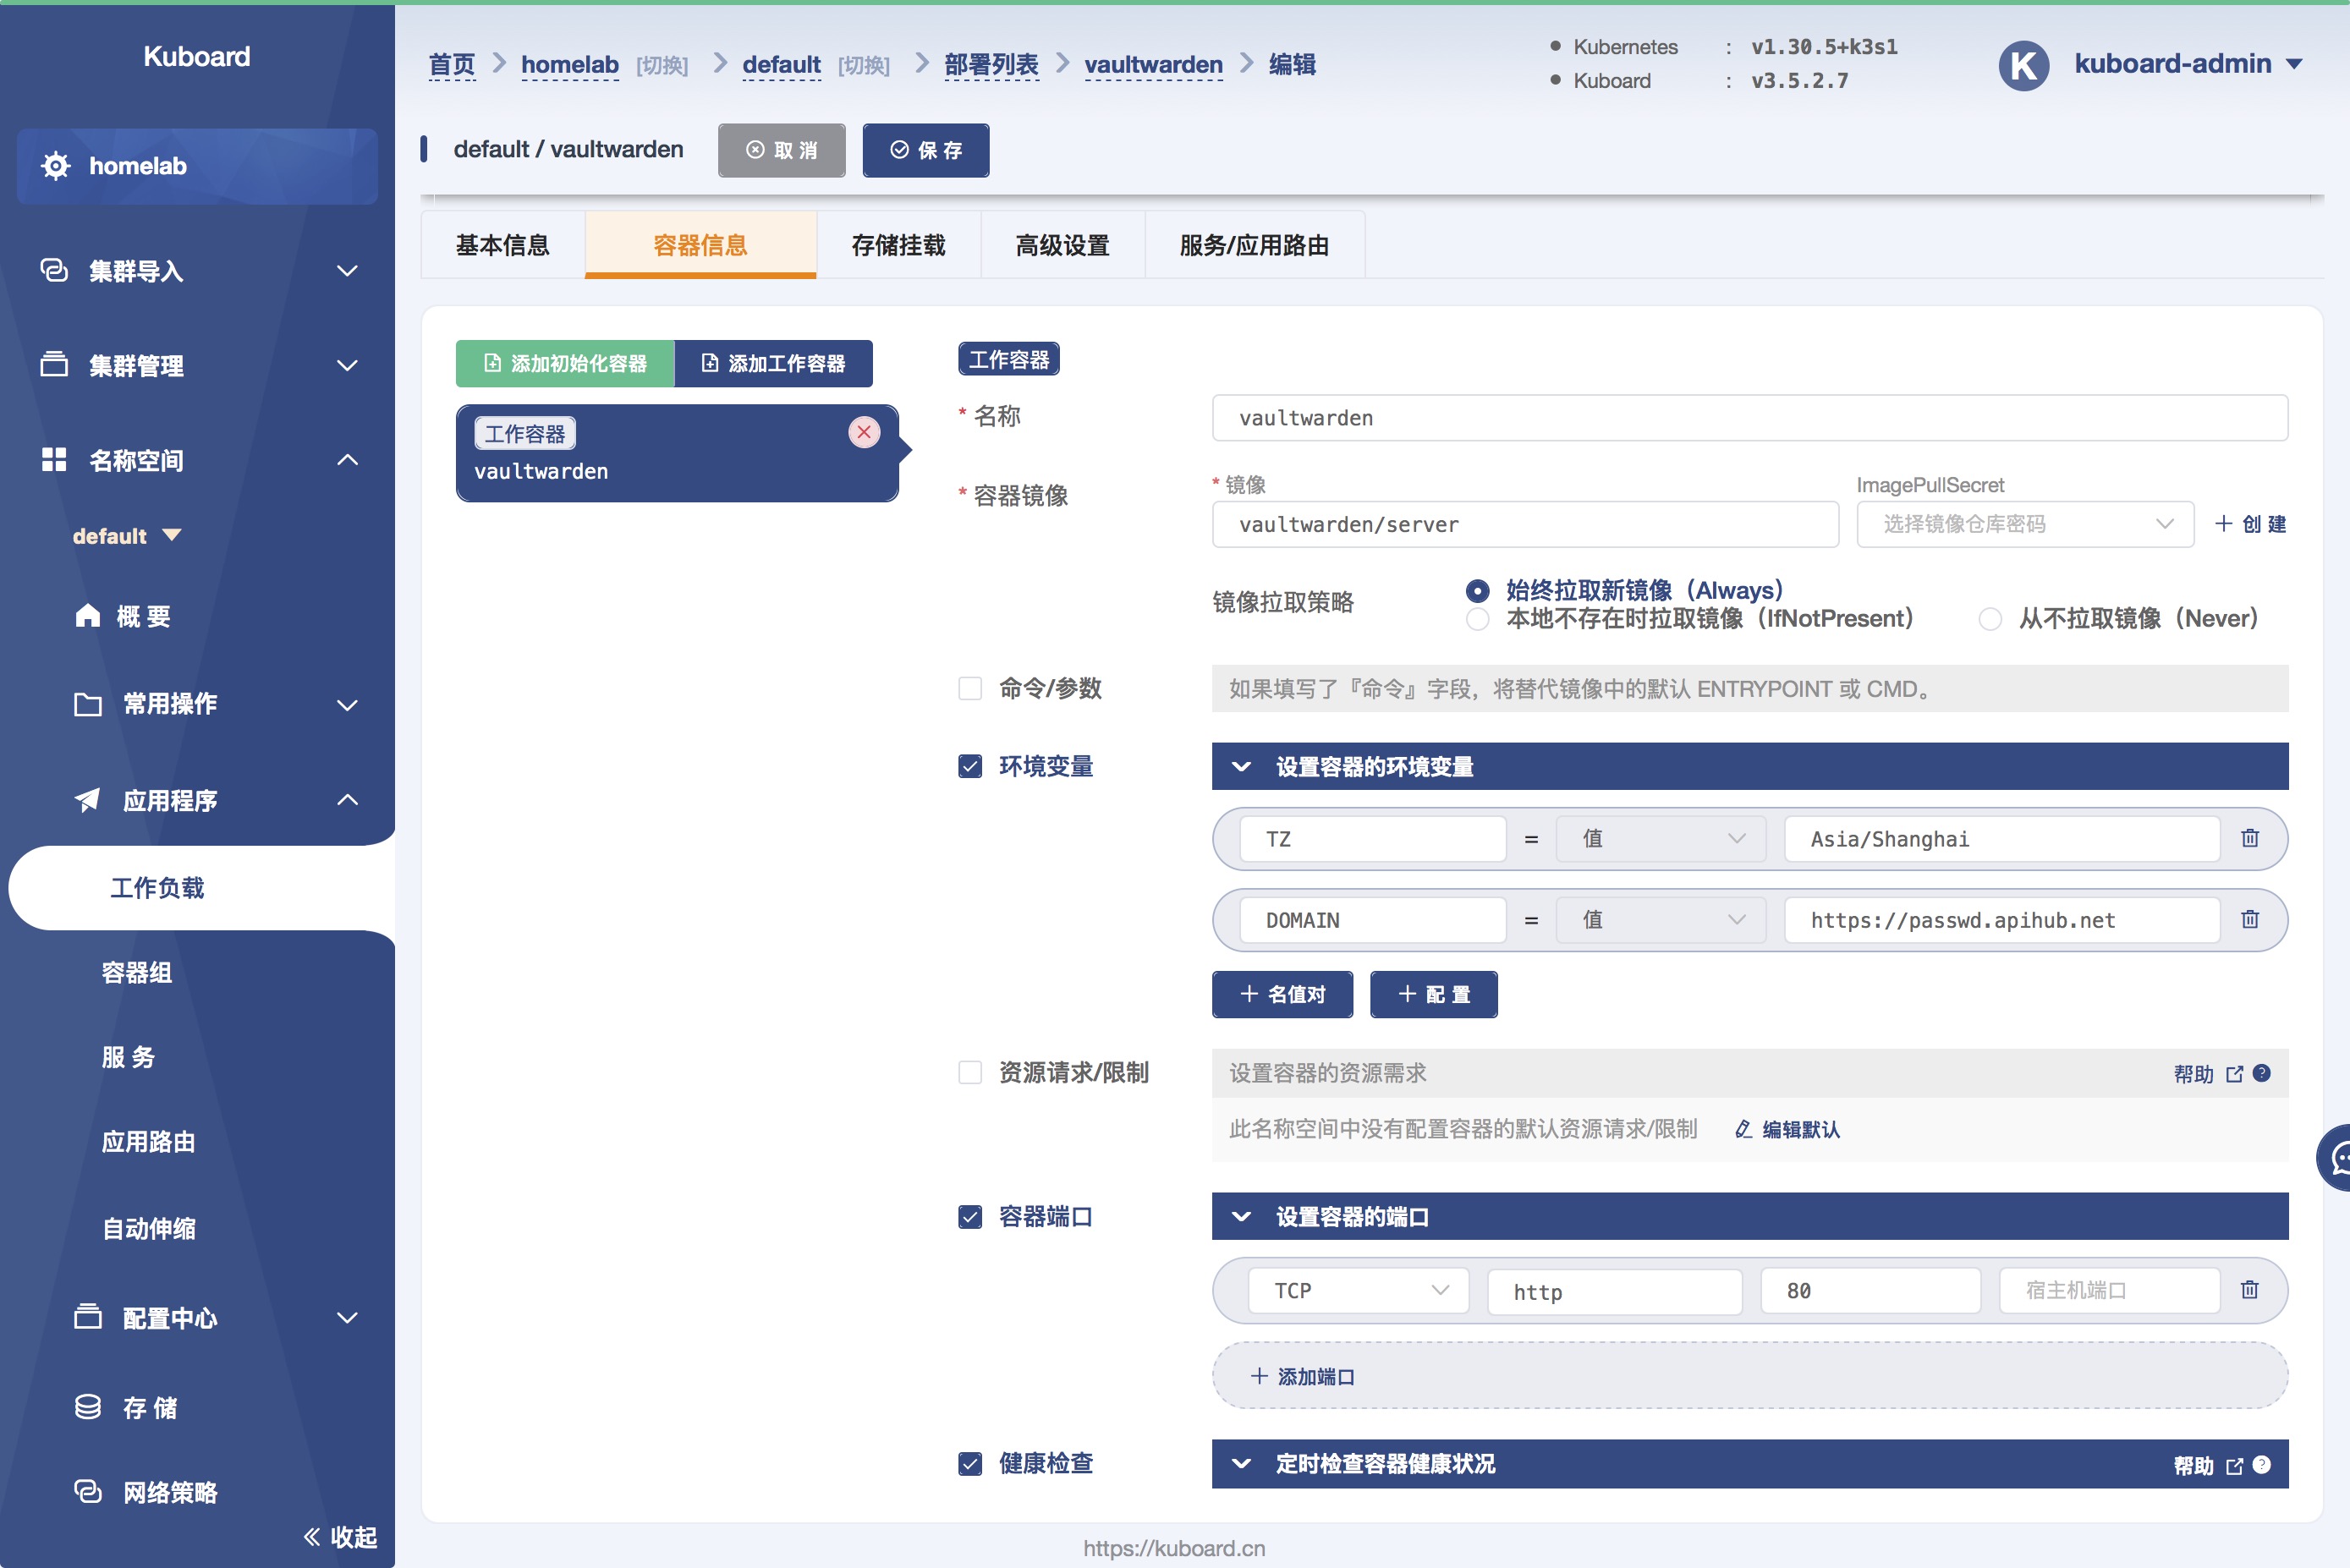 Kuboard
homelab
集群导入
集群管理
名称空间
default
概 要
常用操作
应用程序
工作负载
容器组
服 务
应用路由
自动伸缩
配置中心
存 储
网络策略
收起
首页 homelab [切换] default [切换] 部署列表 vaultwarden 编辑
Kubernetes : v1.30.5+k3s1
Kuboard : v3.5.2.7
K kuboard-admin
default / vaultwarden 取 消 保 存
基本信息 容器信息 存储挂载 高级设置 服务/应用路由
添加初始化容器 添加工作容器
工作容器
vaultwarden
工作容器
* 名称 vaultwarden
* 容器镜像
* 镜像 ImagePullSecret
vaultwarden/server 选择镜像仓库密码 创 建
镜像拉取策略
始终拉取新镜像（Always）
本地不存在时拉取镜像（IfNotPresent） 从不拉取镜像（Never）
命令/参数 如果填写了『命令』字段，将替代镜像中的默认 ENTRYPOINT 或 CMD。
环境变量 设置容器的环境变量
TZ = 值 Asia/Shanghai
DOMAIN = 值 https://passwd.apihub.net
名值对 配 置
资源请求/限制 设置容器的资源需求 帮助
此名称空间中没有配置容器的默认资源请求/限制 编辑默认
容器端口 设置容器的端口
TCP http 80 宿主机端口
添加端口
健康检查 定时检查容器健康状况 帮助
https://kuboard.cn